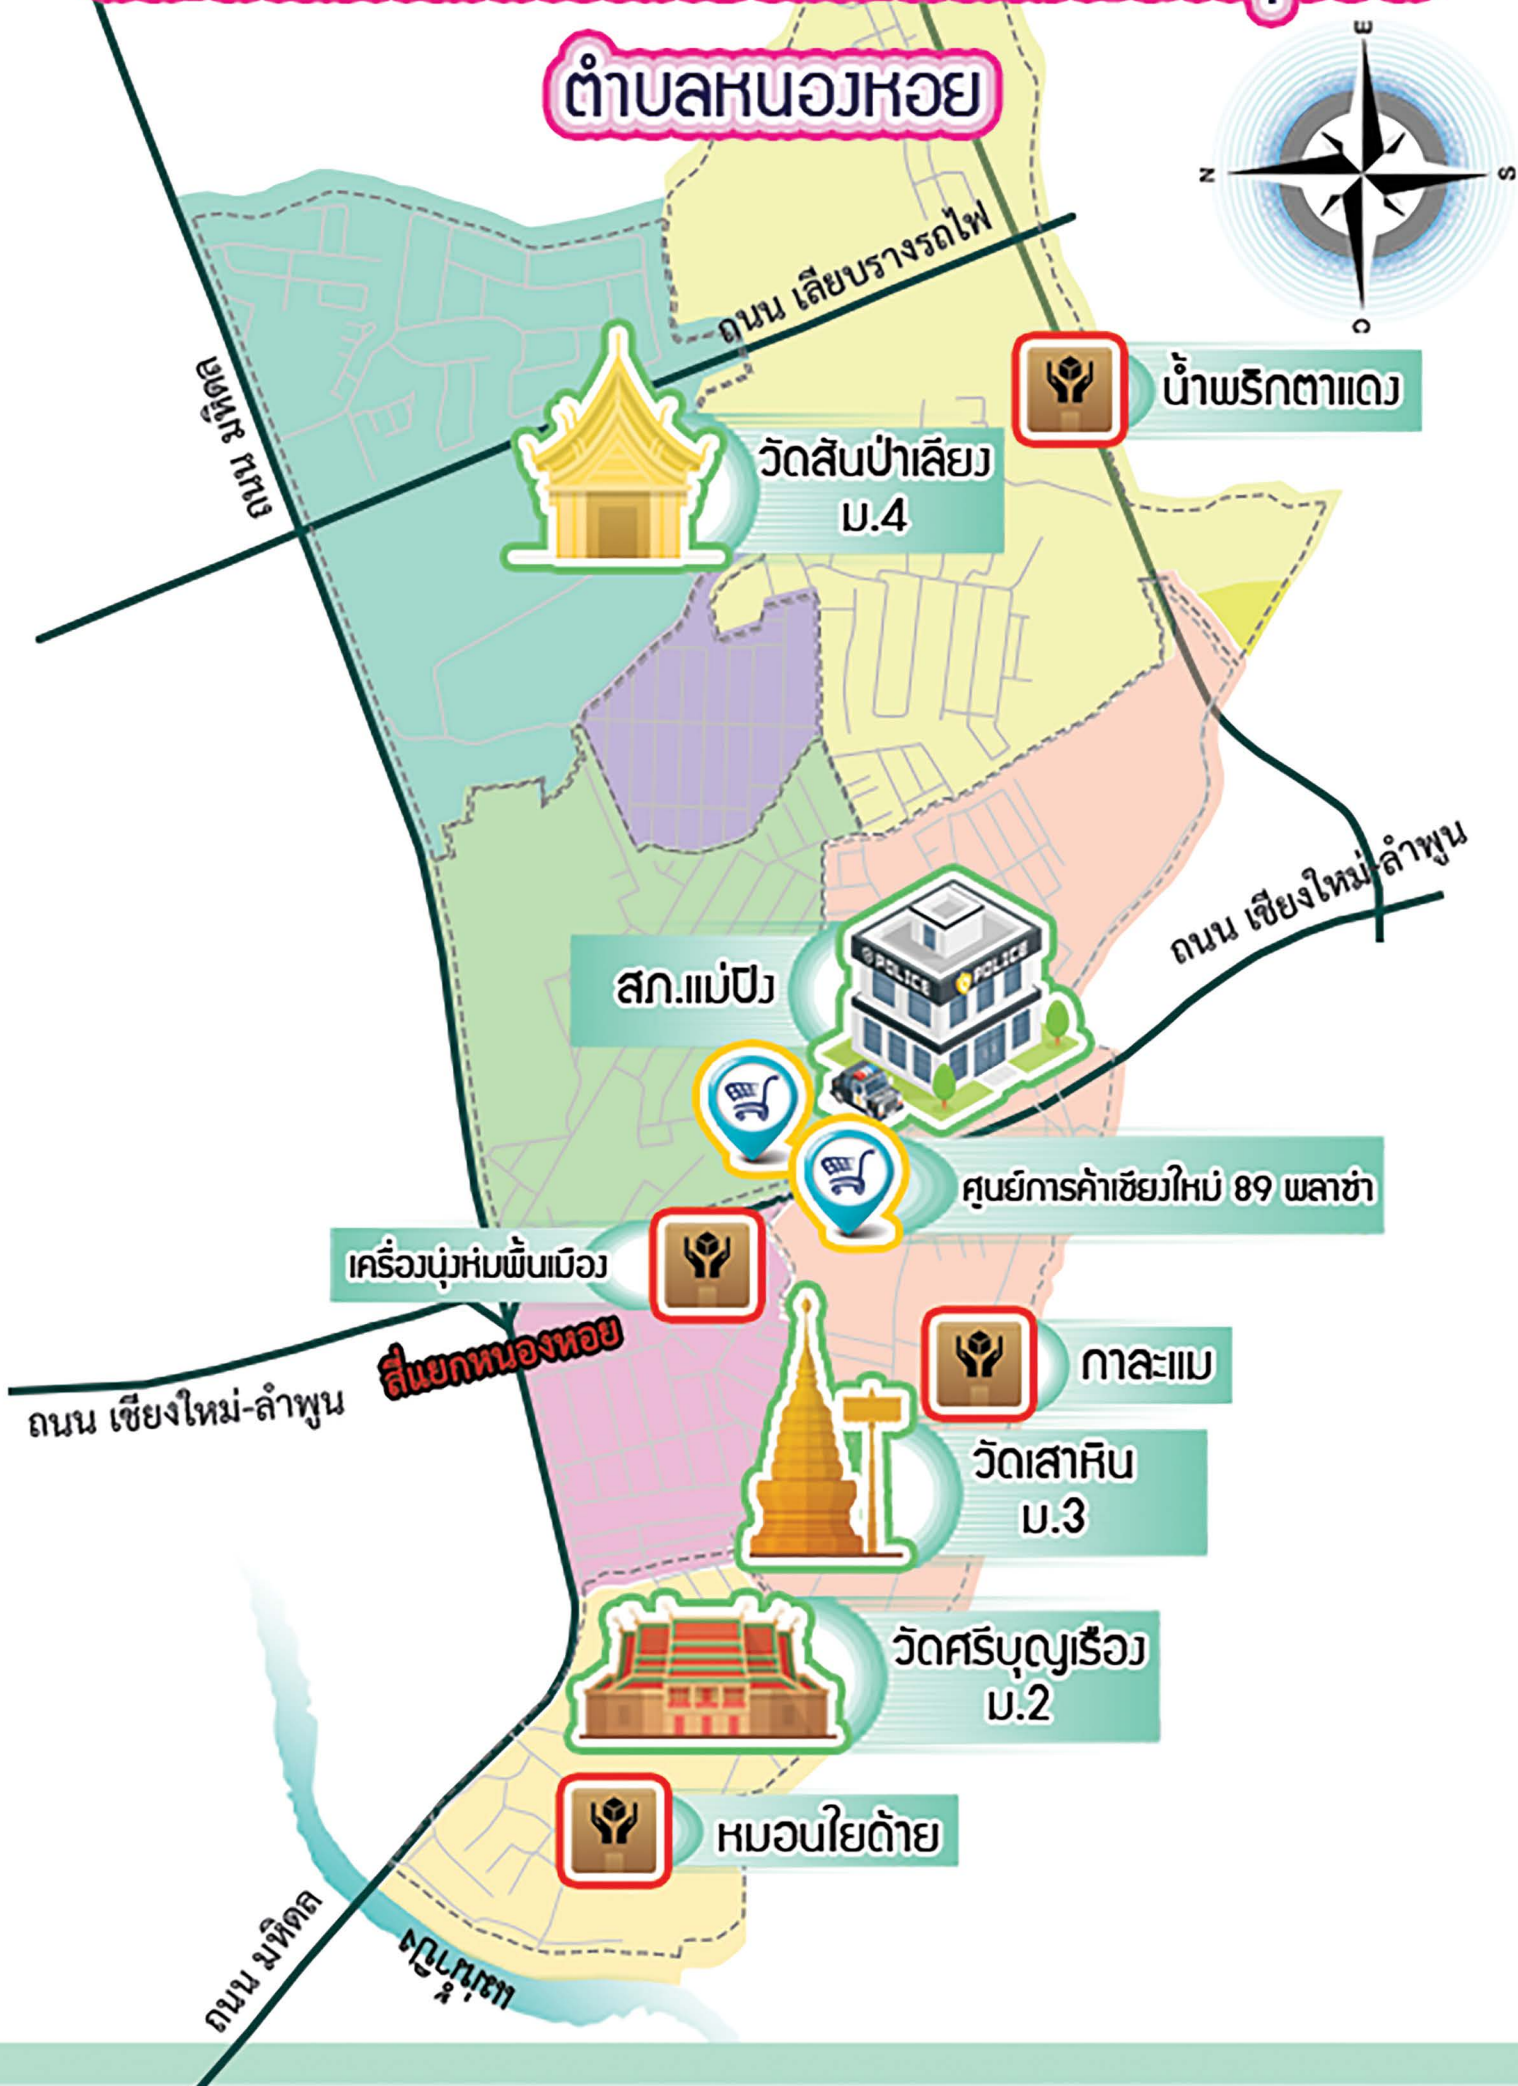 ตำบลหนองหอย
E
N
S
ถนน เลียบรางรถไฟ
ถนน มหิดล
น้ำพริกตาแดง
วัดสันป่าเลียง
ม.4
ถนน เชียงใหม่-ลำพูน
POLICE
POLICE
สภ.แม่ปิง
ศูนย์การค้าเชียงใหม่ 89 พลาซ่า
เครื่องนุ่งห่มพื้นเมือง
สี่แยกหนองหอย
กาละแม
ถนน เชียงใหม่-ลำพูน
วัดเสาหิน
ม.3
วัดศรีบุญเรือง
ม.2
หมอนใยด้าย
ถนน มหิดล
แม่น้ำปิง